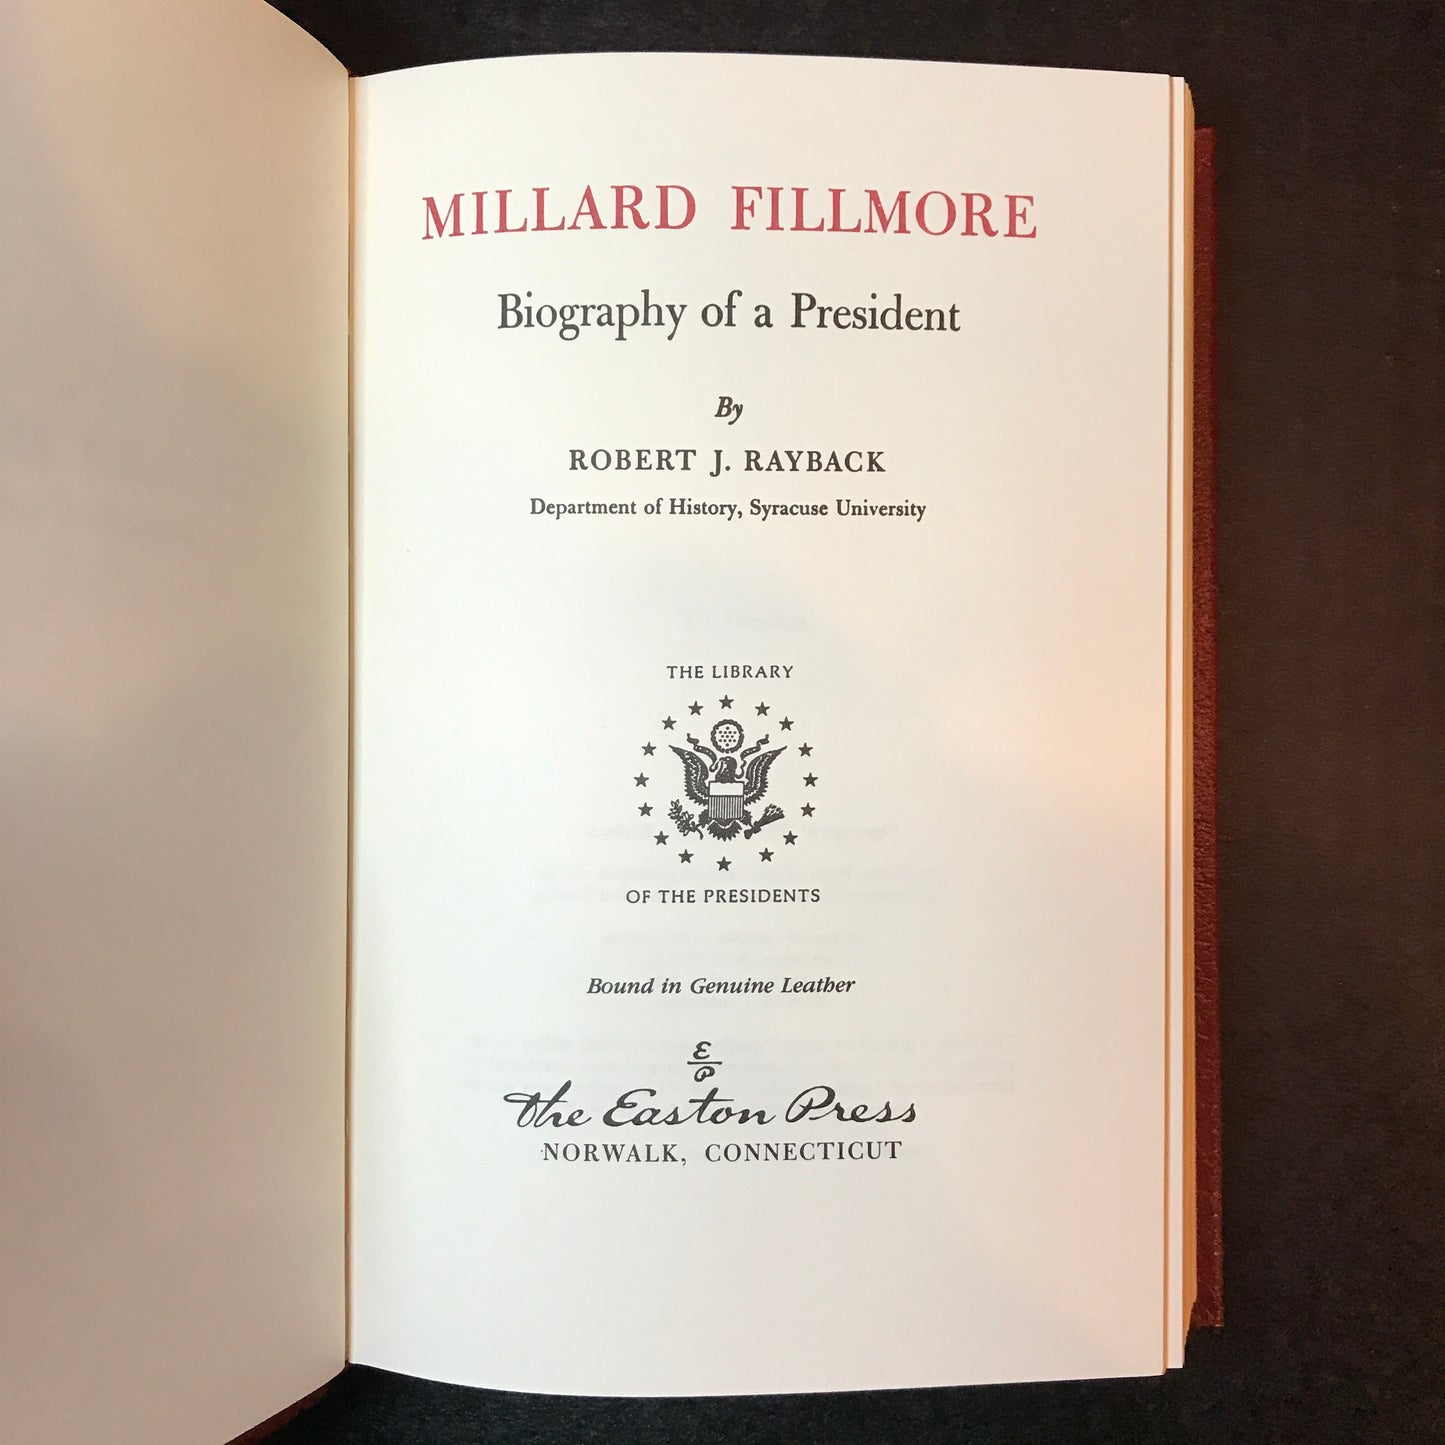 MILLARD FILLMORE
Biography of a President
By
ROBERT J. RAYBACK
Department of History, Syracuse University
THE LIBRARY
OF THE PRESIDENTS
Bound in Genuine Leather
E
P
The Easton Press
NORWALK, CONNECTICUT